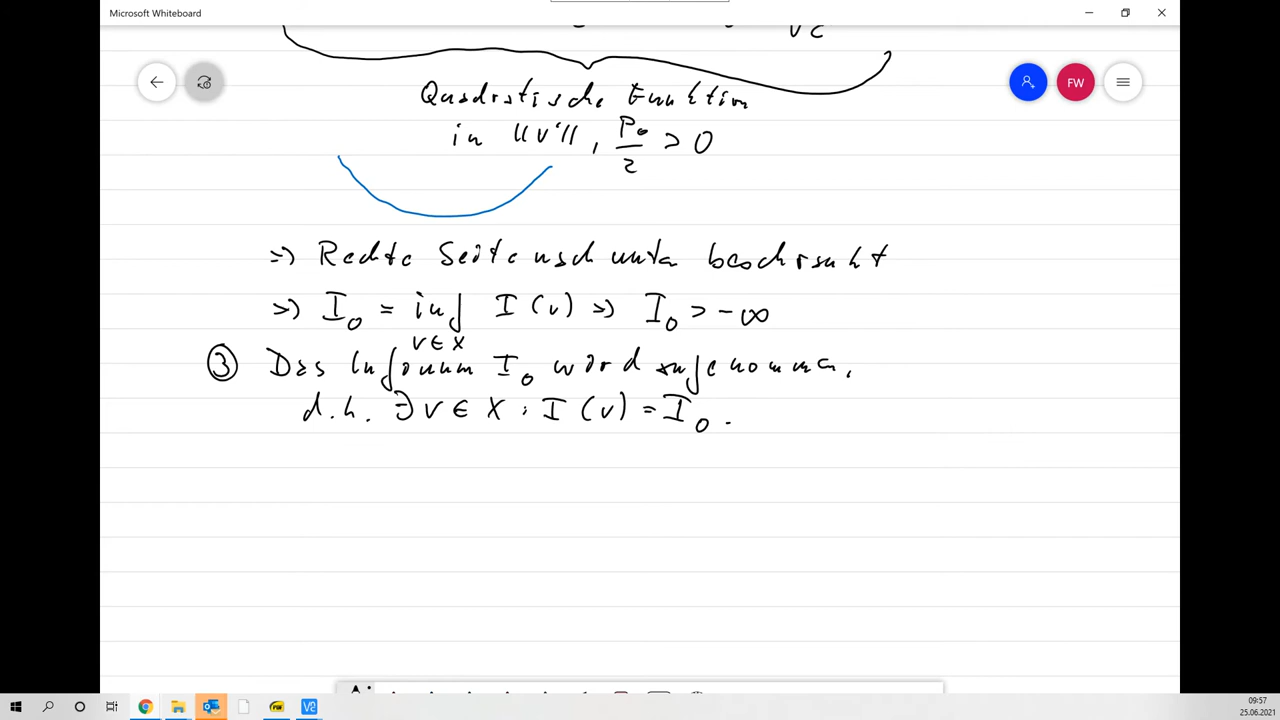 Microsoft Whiteboard
√c
FW
Quadratische Funktion
in ||v'||, p₀/2 > 0
=> Rechte Seite nach unten beschränkt
=> I₀ = inf I(v) => I₀ > -∞
v ∈ X
③ Das Infimum I₀ wird angenommen,
d.h. ∃ v ∈ X : I(v) = I₀.
09:57
25.06.2021